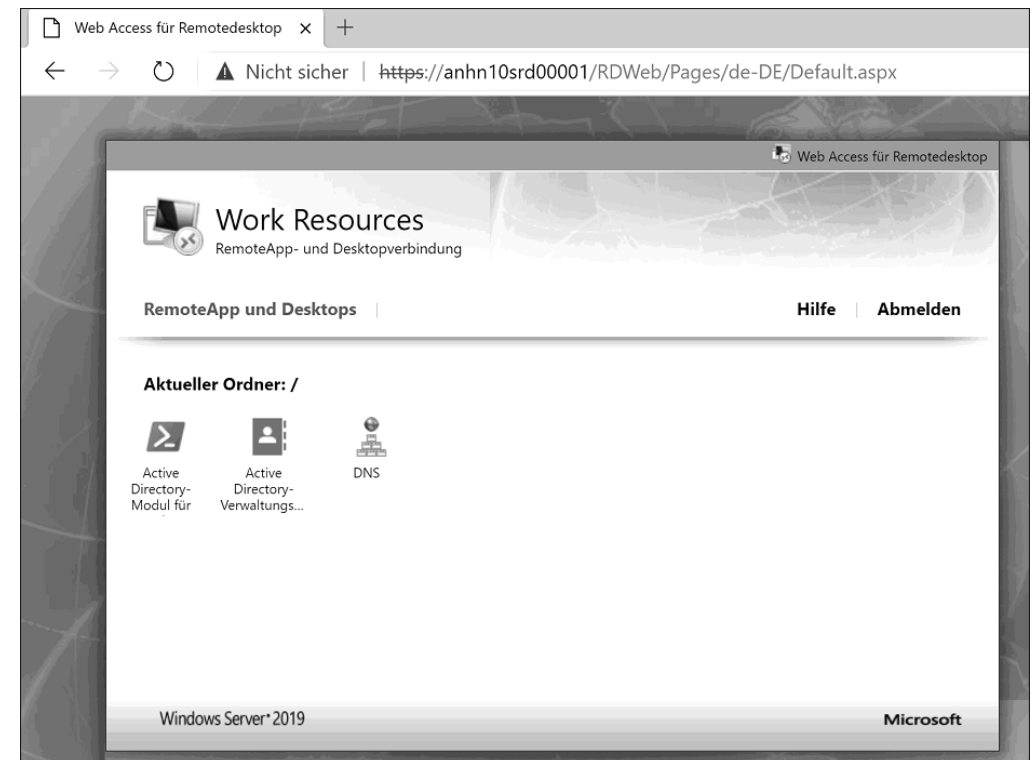 Web Access für Remotedesktop
Nicht sicher | https://anhn10srd00001/RDWeb/Pages/de-DE/Default.aspx
Web Access für Remotedesktop
Work Resources
RemoteApp- und Desktopverbindung
RemoteApp und Desktops
Hilfe
Abmelden
Aktueller Ordner: /
Active
Directory-
Modul für
Active
Directory-
Verwaltungs...
DNS
Windows Server 2019
Microsoft